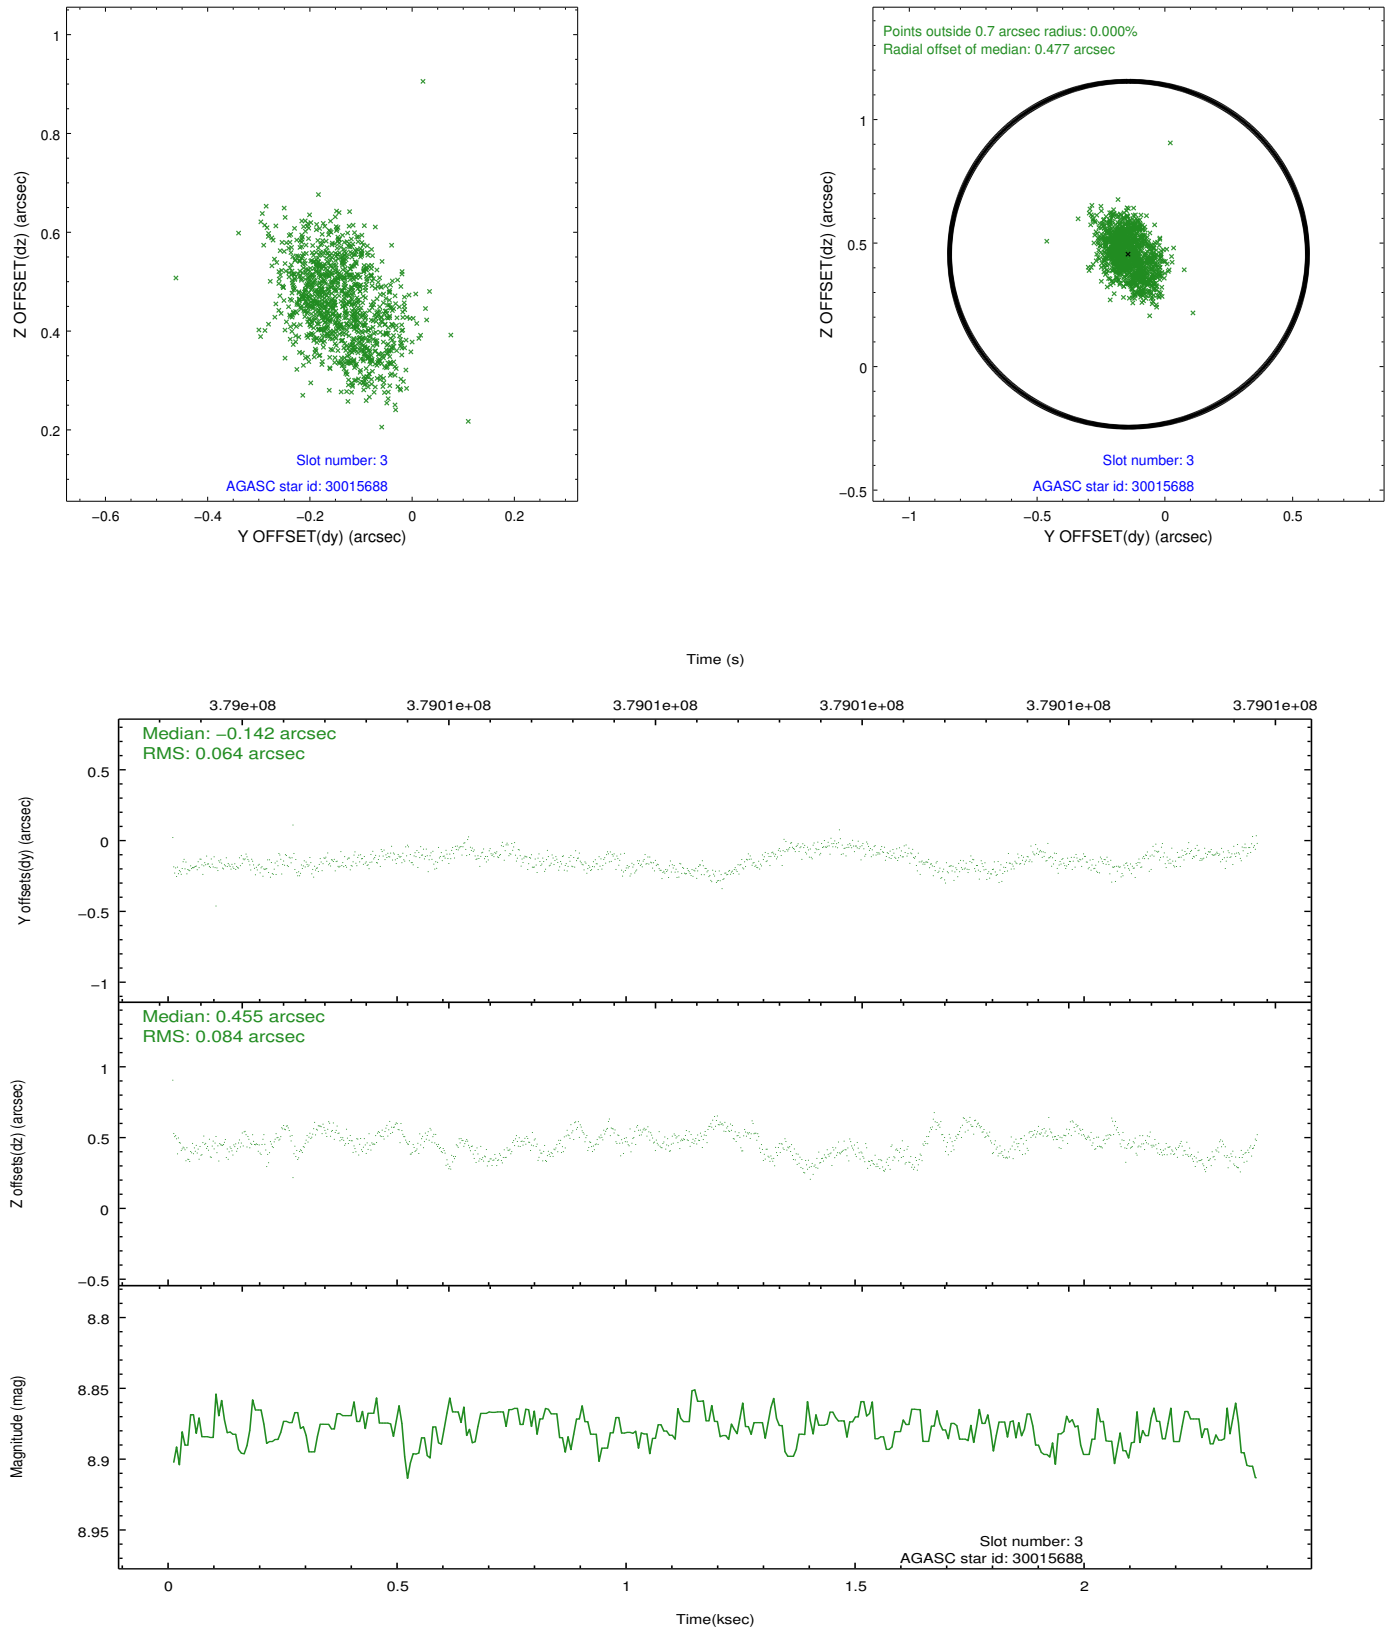 1
0.8
0.6
0.4
0.2
Z OFFSET(dz) (arcsec)
Slot number: 3
AGASC star id: 30015688
−0.6 −0.4 −0.2 0 0.2
Y OFFSET(dy) (arcsec)
Points outside 0.7 arcsec radius: 0.000%
Radial offset of median: 0.477 arcsec
1
0.5
0
−0.5
Z OFFSET(dz) (arcsec)
Slot number: 3
AGASC star id: 30015688
−1 −0.5 0 0.5
Y OFFSET(dy) (arcsec)
Time (s)
3.79e+08 3.7901e+08 3.7901e+08 3.7901e+08 3.7901e+08 3.7901e+08
Median: −0.142 arcsec
RMS: 0.064 arcsec
0.5
0
−0.5
−1
Y offsets(dy) (arcsec)
Median: 0.455 arcsec
RMS: 0.084 arcsec
1
0.5
0
−0.5
Z offsets(dz) (arcsec)
8.8
8.85
8.9
8.95
Magnitude (mag)
Slot number: 3
AGASC star id: 30015688
0 0.5 1 1.5 2
Time(ksec)